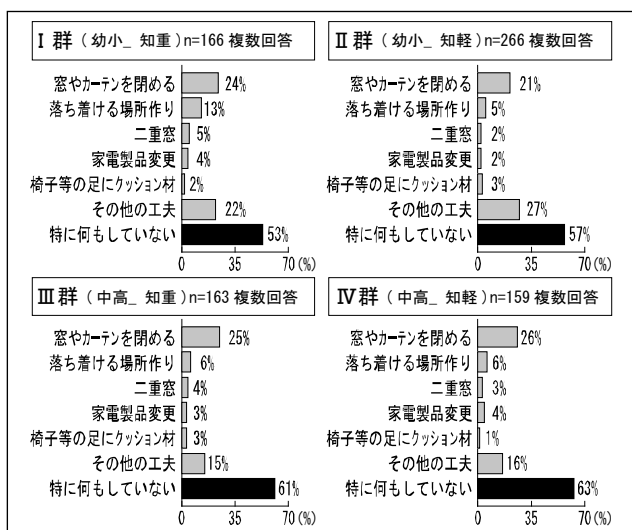 Ⅰ群（幼小_ 知重）n=166 複数回答
窓やカーテンを閉める 24%
落ち着ける場所作り 13%
二重窓 5%
家電製品変更 4%
椅子等の足にクッション材 2%
その他の工夫 22%
特に何もしていない 53%
0 35 70 (%)
Ⅱ群（幼小_ 知軽）n=266 複数回答
窓やカーテンを閉める 21%
落ち着ける場所作り 5%
二重窓 2%
家電製品変更 2%
椅子等の足にクッション材 3%
その他の工夫 27%
特に何もしていない 57%
0 35 70 (%)
Ⅲ群（中高_ 知重）n=163 複数回答
窓やカーテンを閉める 25%
落ち着ける場所作り 6%
二重窓 4%
家電製品変更 3%
椅子等の足にクッション材 3%
その他の工夫 15%
特に何もしていない 61%
0 35 70 (%)
Ⅳ群（中高_ 知軽）n=159 複数回答
窓やカーテンを閉める 26%
落ち着ける場所作り 6%
二重窓 3%
家電製品変更 4%
椅子等の足にクッション材 1%
その他の工夫 16%
特に何もしていない 63%
0 35 70 (%)